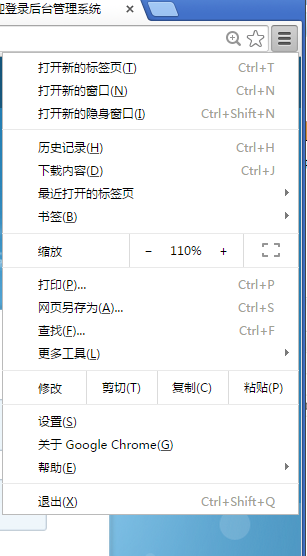 登录后台管理系统
打开新的标签页(T) Ctrl+T
打开新的窗口(N) Ctrl+N
打开新的隐身窗口(I) Ctrl+Shift+N
历史记录(H) Ctrl+H
下载内容(D) Ctrl+J
最近打开的标签页
书签(B)
缩放 − 110% +
打印(P)... Ctrl+P
网页另存为(A)... Ctrl+S
查找(F)... Ctrl+F
更多工具(L)
修改 剪切(T) 复制(C) 粘贴(P)
设置(S)
关于 Google Chrome(G)
帮助(E)
退出(X) Ctrl+Shift+Q